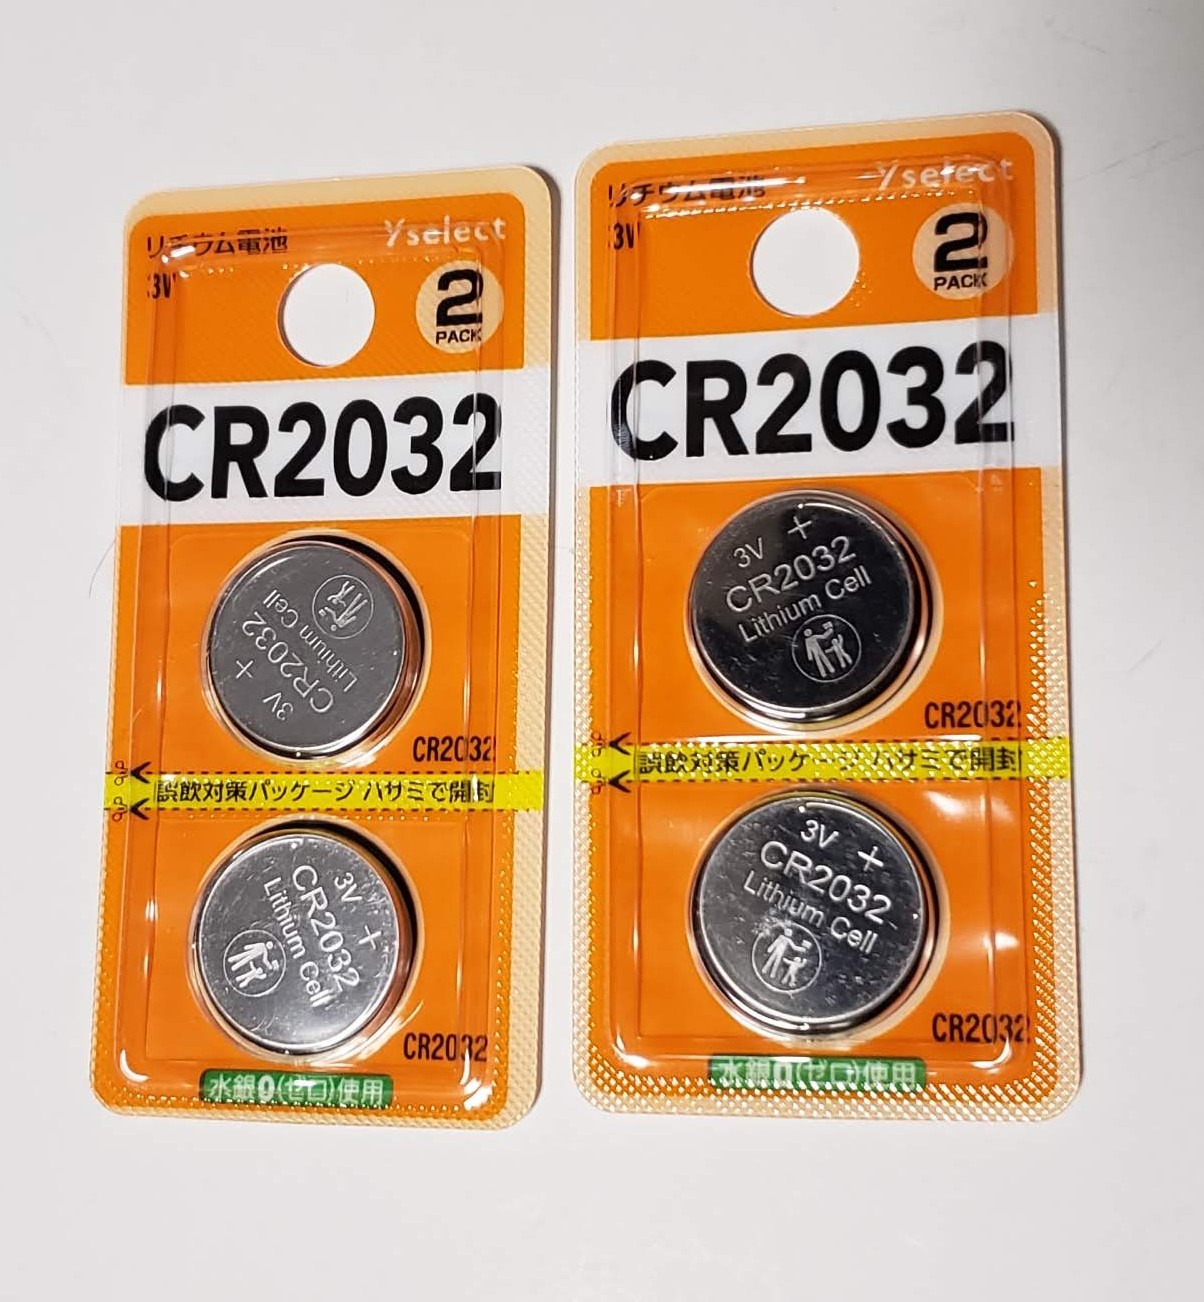 リチウム電池
Yselect
3V
2
PACK
CR2032
3V +
CR2032
Lithium Cell
CR2032
誤飲対策パッケージ ハサミで開封
3V +
CR2032
Lithium Cell
CR2032
水銀0(ゼロ)使用
リチウム電池
Yselect
3V
2
PACK
CR2032
3V +
CR2032
Lithium Cell
CR2032
誤飲対策パッケージ ハサミで開封
3V +
CR2032
Lithium Cell
CR2032
水銀0(ゼロ)使用